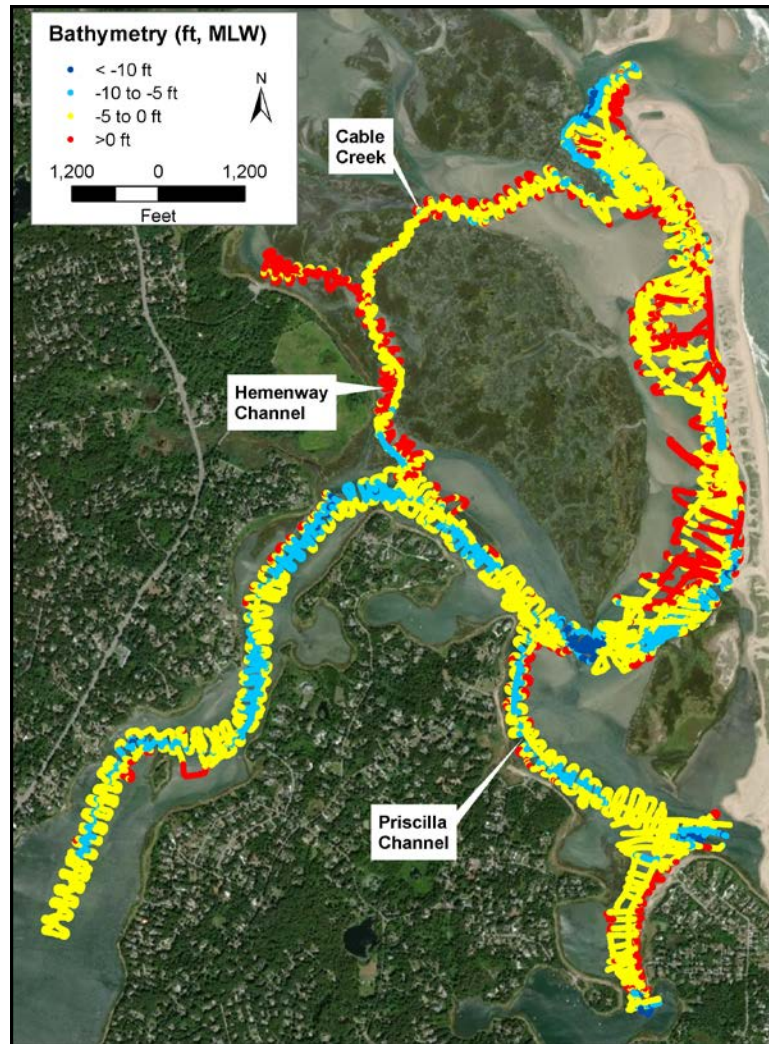 Bathymetry (ft, MLW)
< -10 ft
-10 to -5 ft
-5 to 0 ft
>0 ft
N
1,200 0 1,200
Feet
Cable
Creek
Hemenway
Channel
Priscilla
Channel